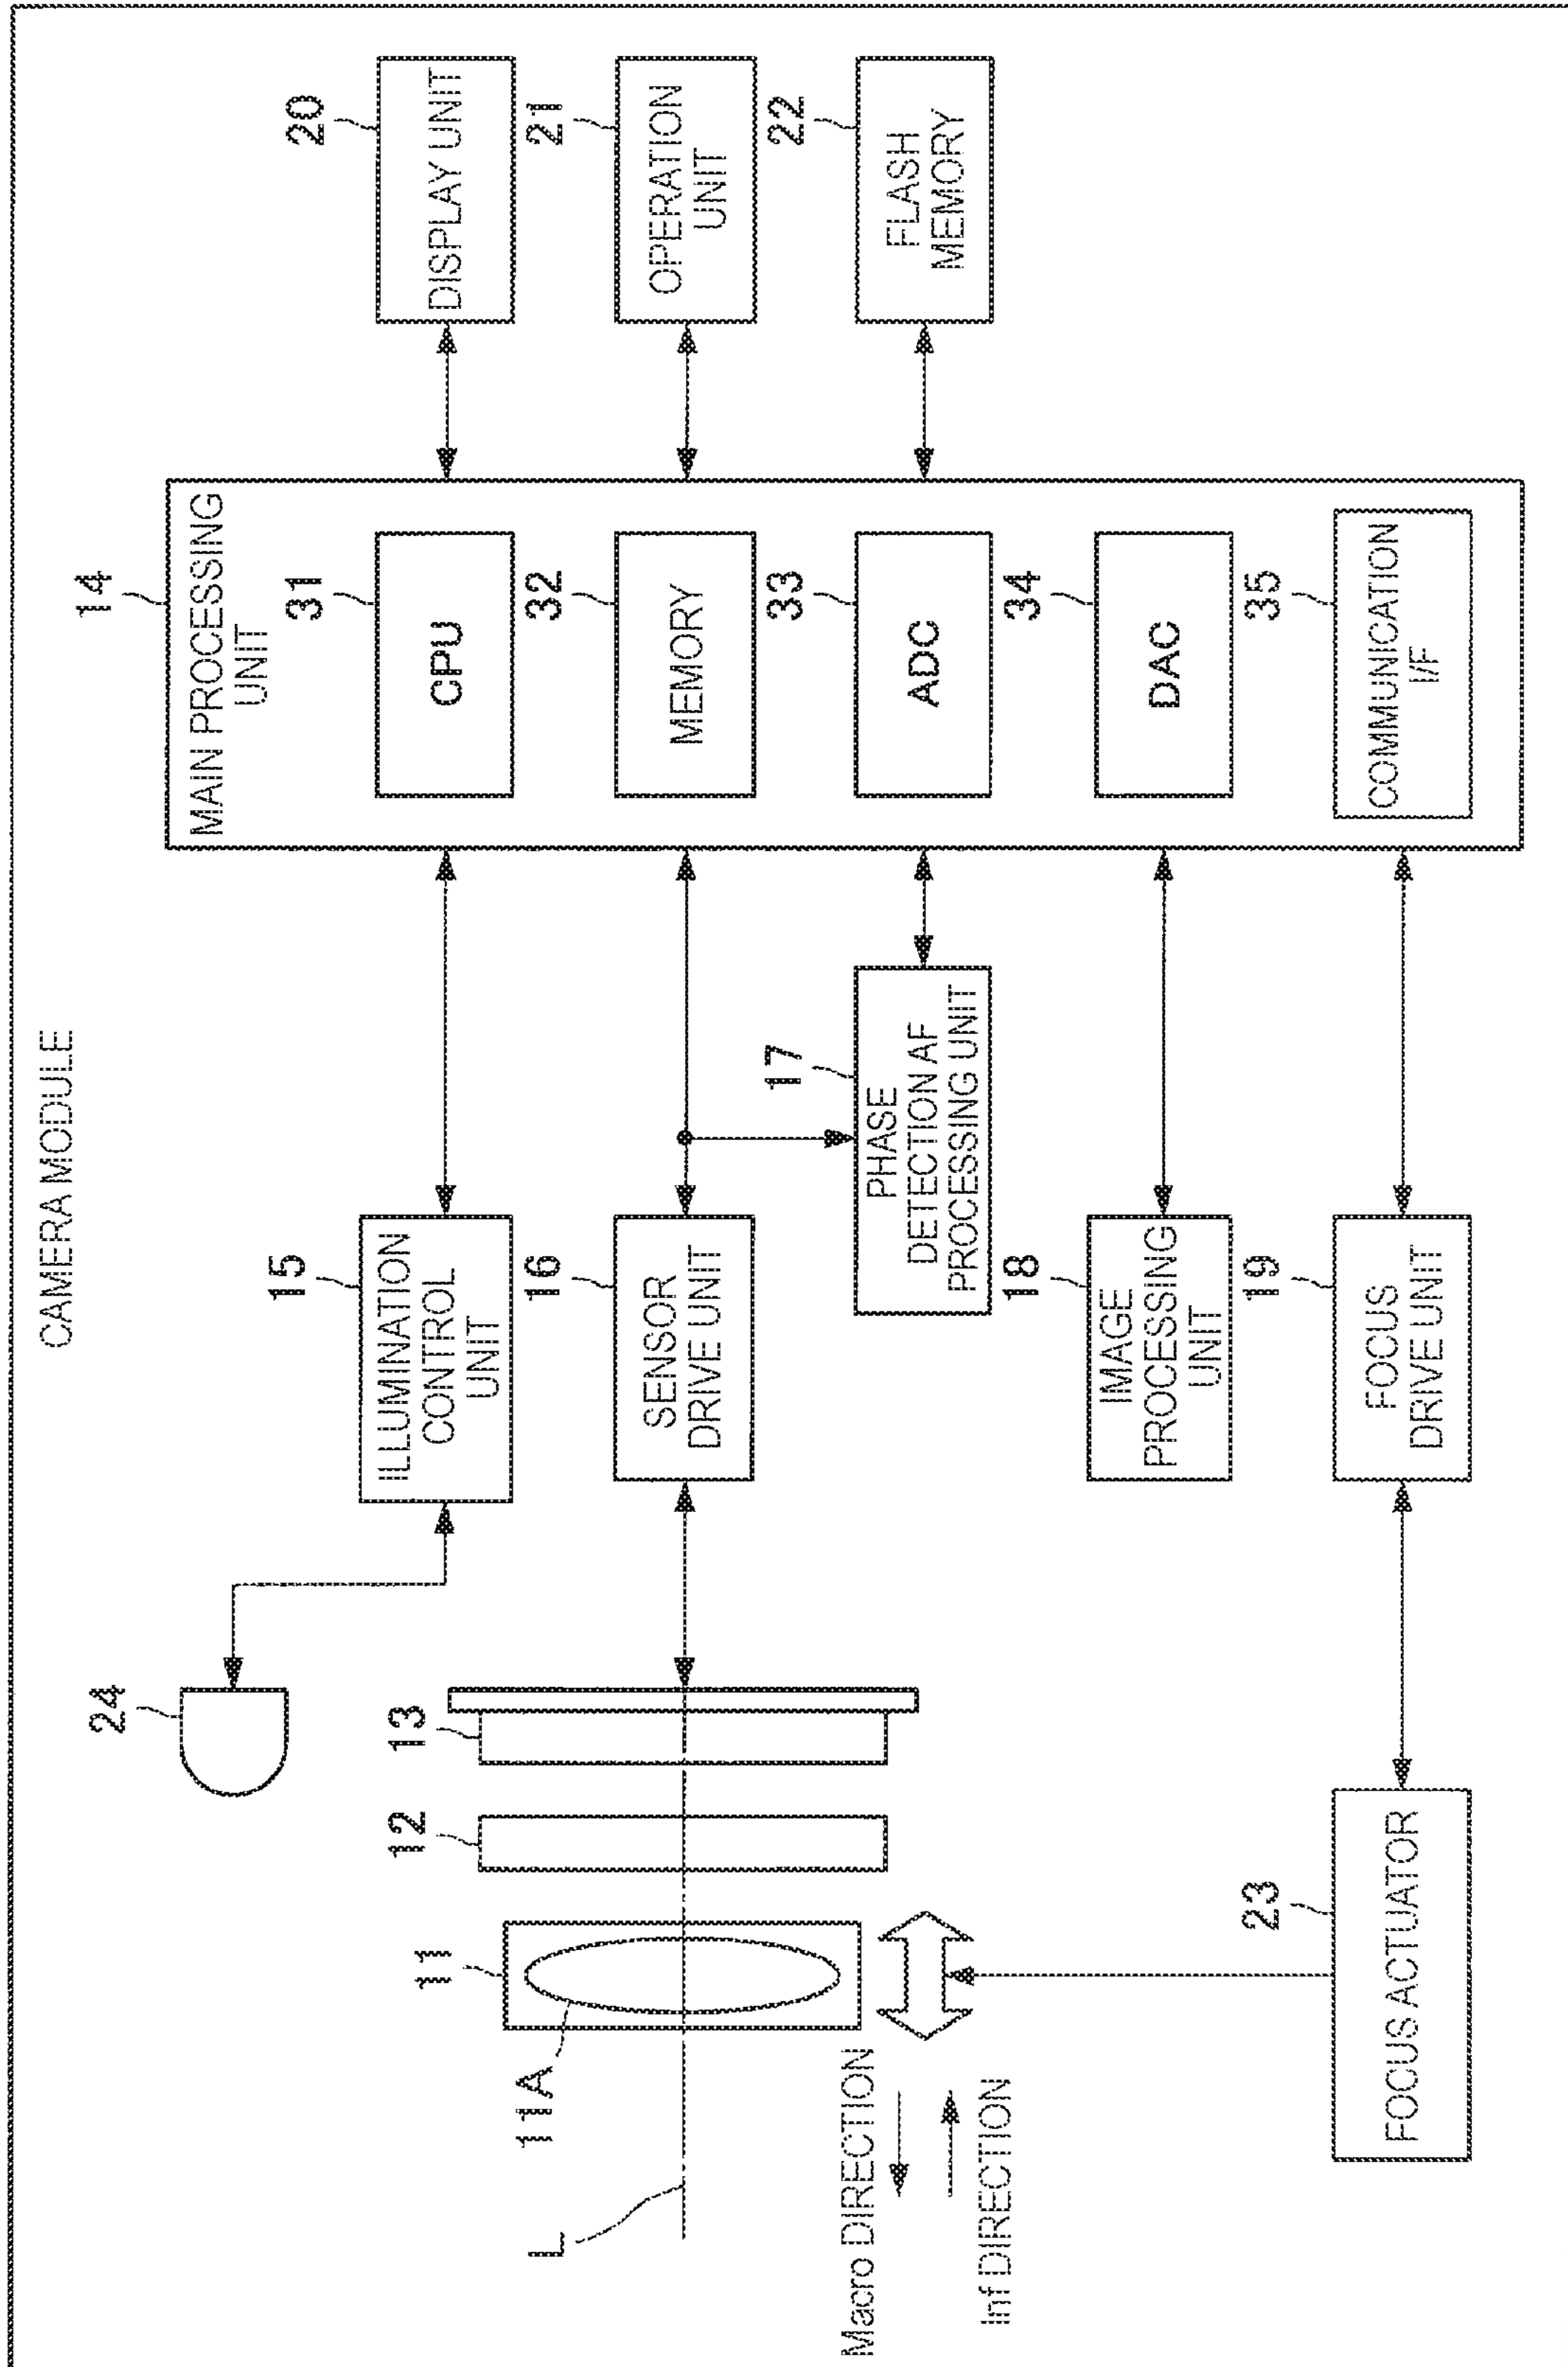 CAMERA MODULE
24
15
ILLUMINATION
CONTROL
UNIT
14
MAIN PROCESSING
UNIT
31
CPU
20
DISPLAY UNIT
11
11A
12
13
L
16
SENSOR
DRIVE UNIT
32
MEMORY
21
OPERATION
UNIT
17
PHASE
DETECTION AF
PROCESSING UNIT
33
ADC
22
FLASH
MEMORY
Macro DIRECTION
Inf DIRECTION
18
IMAGE
PROCESSING
UNIT
34
DAC
23
FOCUS ACTUATOR
19
FOCUS
DRIVE UNIT
35
COMMUNICATION
I/F